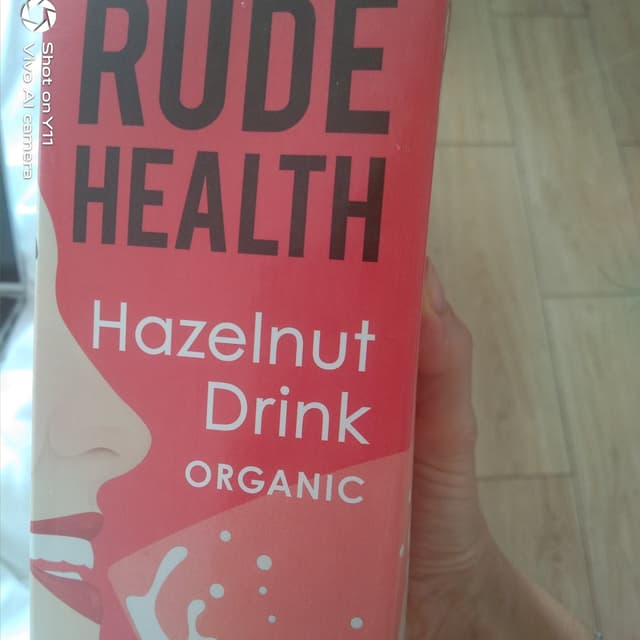 RUDE
HEALTH
Hazelnut
Drink
ORGANIC
Shot on Y11
Vivo AI camera